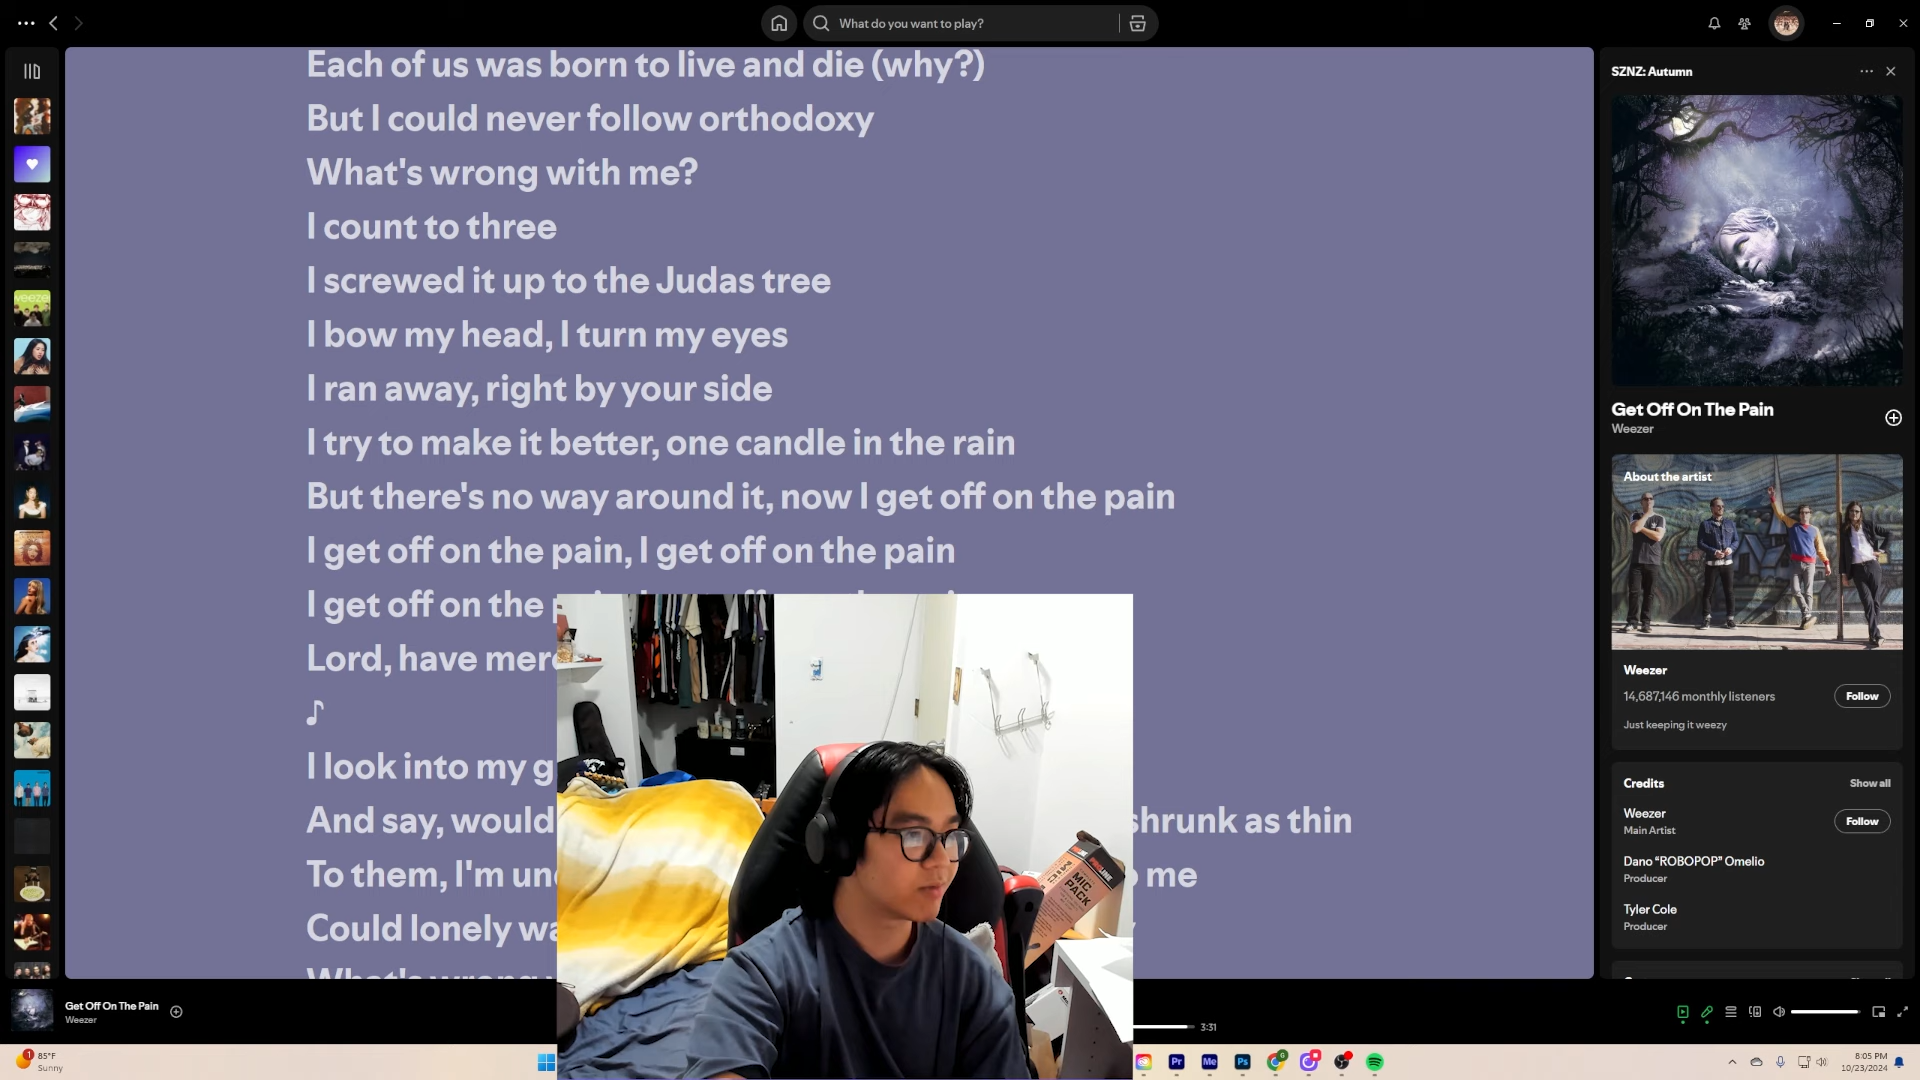 What do you want to play?
Each of us was born to live and die (why?)
But I could never follow orthodoxy
What's wrong with me?
I count to three
I screwed it up to the Judas tree
I bow my head, I turn my eyes
I ran away, right by your side
I try to make it better, one candle in the rain
But there's no way around it, now I get off on the pain
I get off on the pain, I get off on the pain
I get off on the
Lord, have
♪
I look into my
And say, would shrunk as thin
To them, I'm me
Could lonely
SZNZ: Autumn
Get Off On The Pain
Weezer
About the artist
Weezer
14,687,146 monthly listeners
Follow
Just keeping it weezy
Credits
Show all
Weezer
Follow
Main Artist
Dano “ROBOPOP” Omelio
Producer
Tyler Cole
Producer
weezer
MIC
PACK
Get Off On The Pain
Weezer
3:31
1
85°F
Sunny
Pr
Me
Ps
8:05 PM
10/23/2024